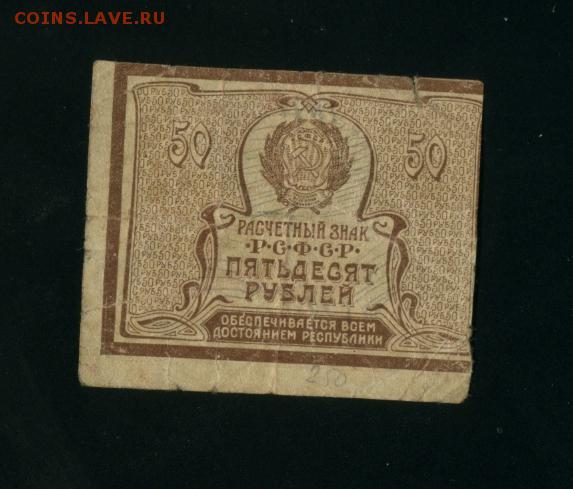 COINS.LAVE.RU
50 50
РАСЧЕТНЫЙ ЗНАК
•Р•С•Ф•С•Р•
ПЯТЬДЕСЯТ
РУБЛЕЙ
ОБЕСПЕЧИВАЕТСЯ ВСЕМ
ДОСТОЯНИЕМ РЕСПУБЛИКИ
250